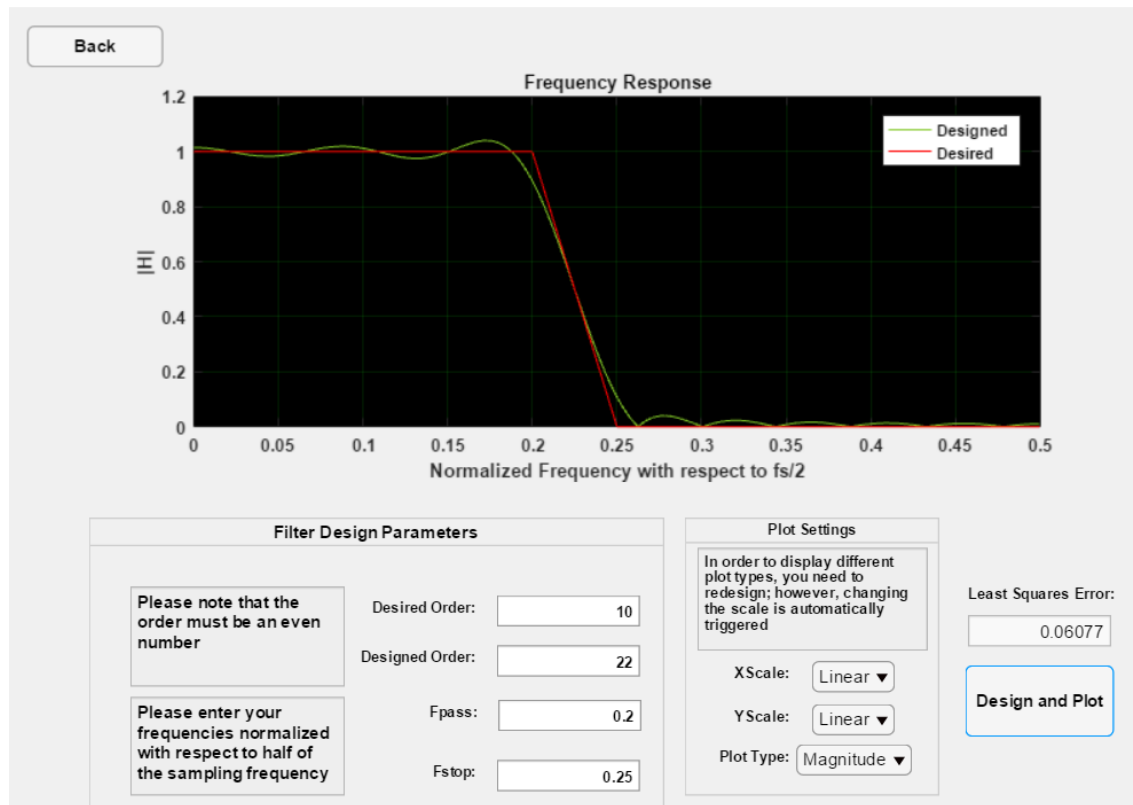 Back
Frequency Response
1.2
1
0.8
0.6
0.4
0.2
0
|H|
Designed
Desired
0 0.05 0.1 0.15 0.2 0.25 0.3 0.35 0.4 0.45 0.5
Normalized Frequency with respect to fs/2
Filter Design Parameters
Please note that the
order must be an even
number
Desired Order: 10
Designed Order: 22
Please enter your
frequencies normalized
with respect to half of
the sampling frequency
Fpass: 0.2
Fstop: 0.25
Plot Settings
In order to display different
plot types, you need to
redesign; however, changing
the scale is automatically
triggered
XScale: Linear
YScale: Linear
Plot Type: Magnitude
Least Squares Error:
0.06077
Design and Plot